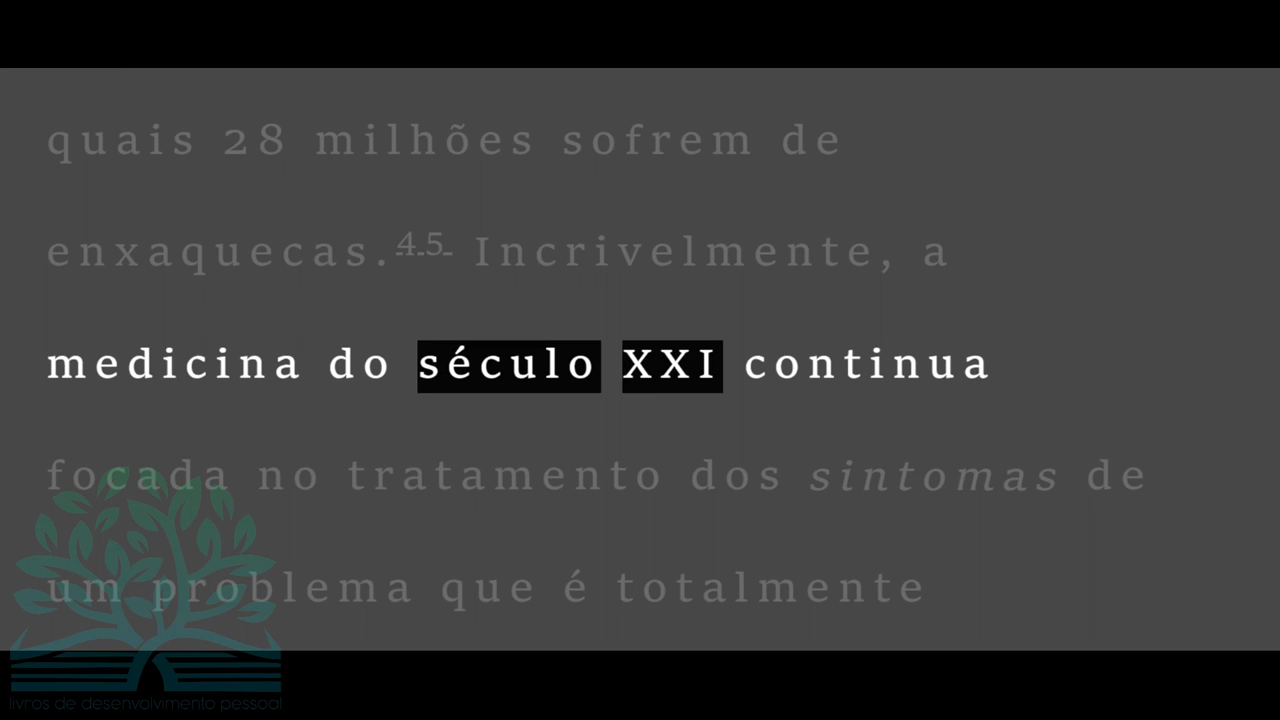 quais 28 milhões sofrem de
enxaquecas.4,5. Incrivelmente, a
medicina do século XXI continua
focada no tratamento dos sintomas de
um problema que é totalmente
livros de desenvolvimento pessoal